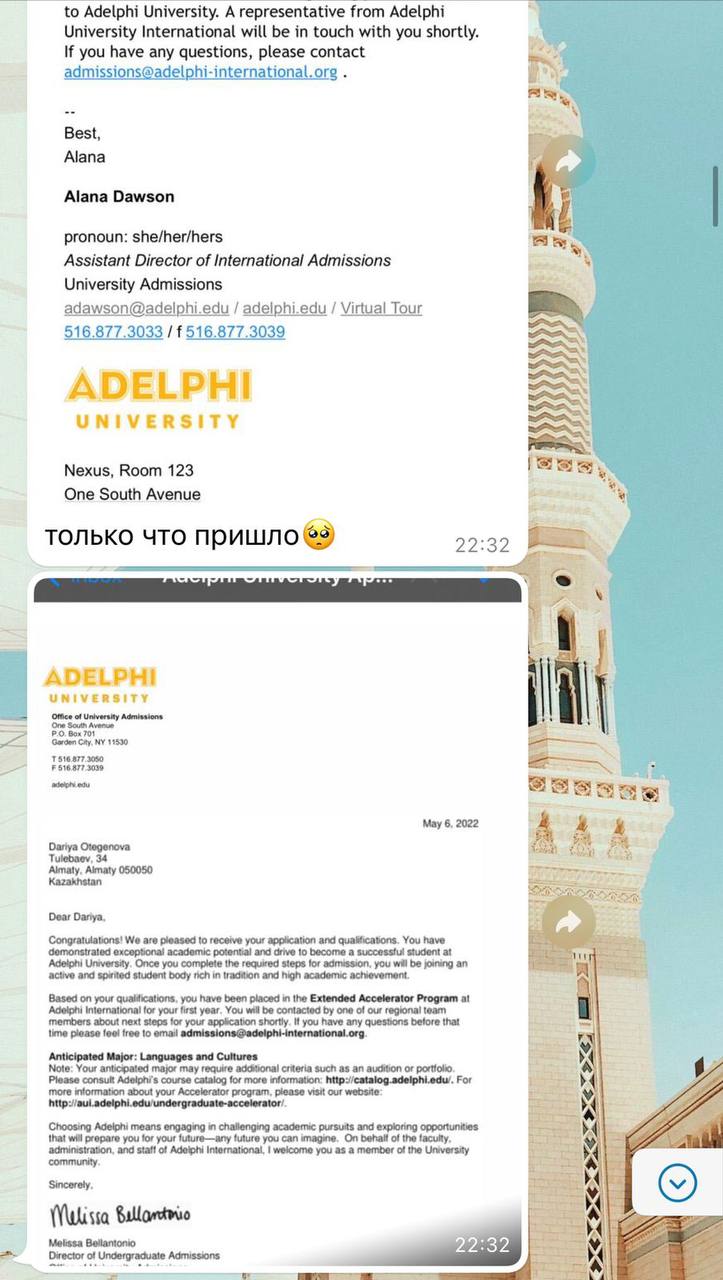 to Adelphi University. A representative from Adelphi
University International will be in touch with you shortly.
If you have any questions, please contact
admissions@adelphi-international.org .
--
Best,
Alana
Alana Dawson
pronoun: she/her/hers
Assistant Director of International Admissions
University Admissions
adawson@adelphi.edu / adelphi.edu / Virtual Tour
516.877.3033 / f 516.877.3039
ADELPHI
UNIVERSITY
Nexus, Room 123
One South Avenue
только что пришло🥺
22:32
Inbox Adelphi University Ap...
ADELPHI
UNIVERSITY
Office of University Admissions
One South Avenue
P.O. Box 701
Garden City, NY 11530
T 516.877.3050
F 516.877.3039
adelphi.edu
May 6, 2022
Dariya Otegenova
Tulebaev, 34
Almaty, Almaty 050050
Kazakhstan
Dear Dariya,
Congratulations! We are pleased to receive your application and qualifications. You have
demonstrated exceptional academic potential and drive to become a successful student at
Adelphi University. Once you complete the required steps for admission, you will be joining an
active and spirited student body rich in tradition and high academic achievement.
Based on your qualifications, you have been placed in the Extended Accelerator Program at
Adelphi International for your first year. You will be contacted by one of our regional team
members about next steps for your application shortly. If you have any questions before that
time please feel free to email admissions@adelphi-international.org.
Anticipated Major: Languages and Cultures
Note: Your anticipated major may require additional criteria such as an audition or portfolio.
Please consult Adelphi's course catalog for more information: http://catalog.adelphi.edu/. For
more information about your Accelerator program, please visit our website:
http://aui.adelphi.edu/undergraduate-accelerator/.
Choosing Adelphi means engaging in challenging academic pursuits and exploring opportunities
that will prepare you for your future—any future you can imagine. On behalf of the faculty,
administration, and staff of Adelphi International, I welcome you as a member of the University
community.
Sincerely,
Melissa Bellantonio
Melissa Bellantonio
Director of Undergraduate Admissions
22:32